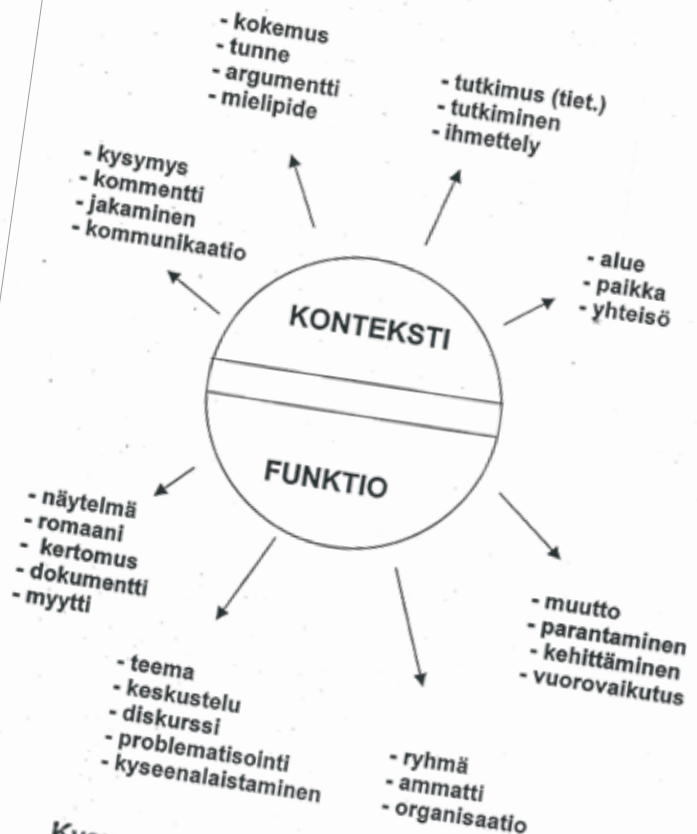 - kokemus
- tunne
- argumentti
- mielipide
- tutkimus (tiet.)
- tutkiminen
- ihmettely
- kysymys
- kommentti
- jakaminen
- kommunikaatio
- alue
- paikka
- yhteisö
KONTEKSTI
FUNKTIO
- näytelmä
- romaani
- kertomus
- dokumentti
- myytti
- muutto
- parantaminen
- kehittäminen
- vuorovaikutus
- teema
- keskustelu
- diskurssi
- problematisointi
- kyseenalaistaminen
- ryhmä
- ammatti
- organisaatio